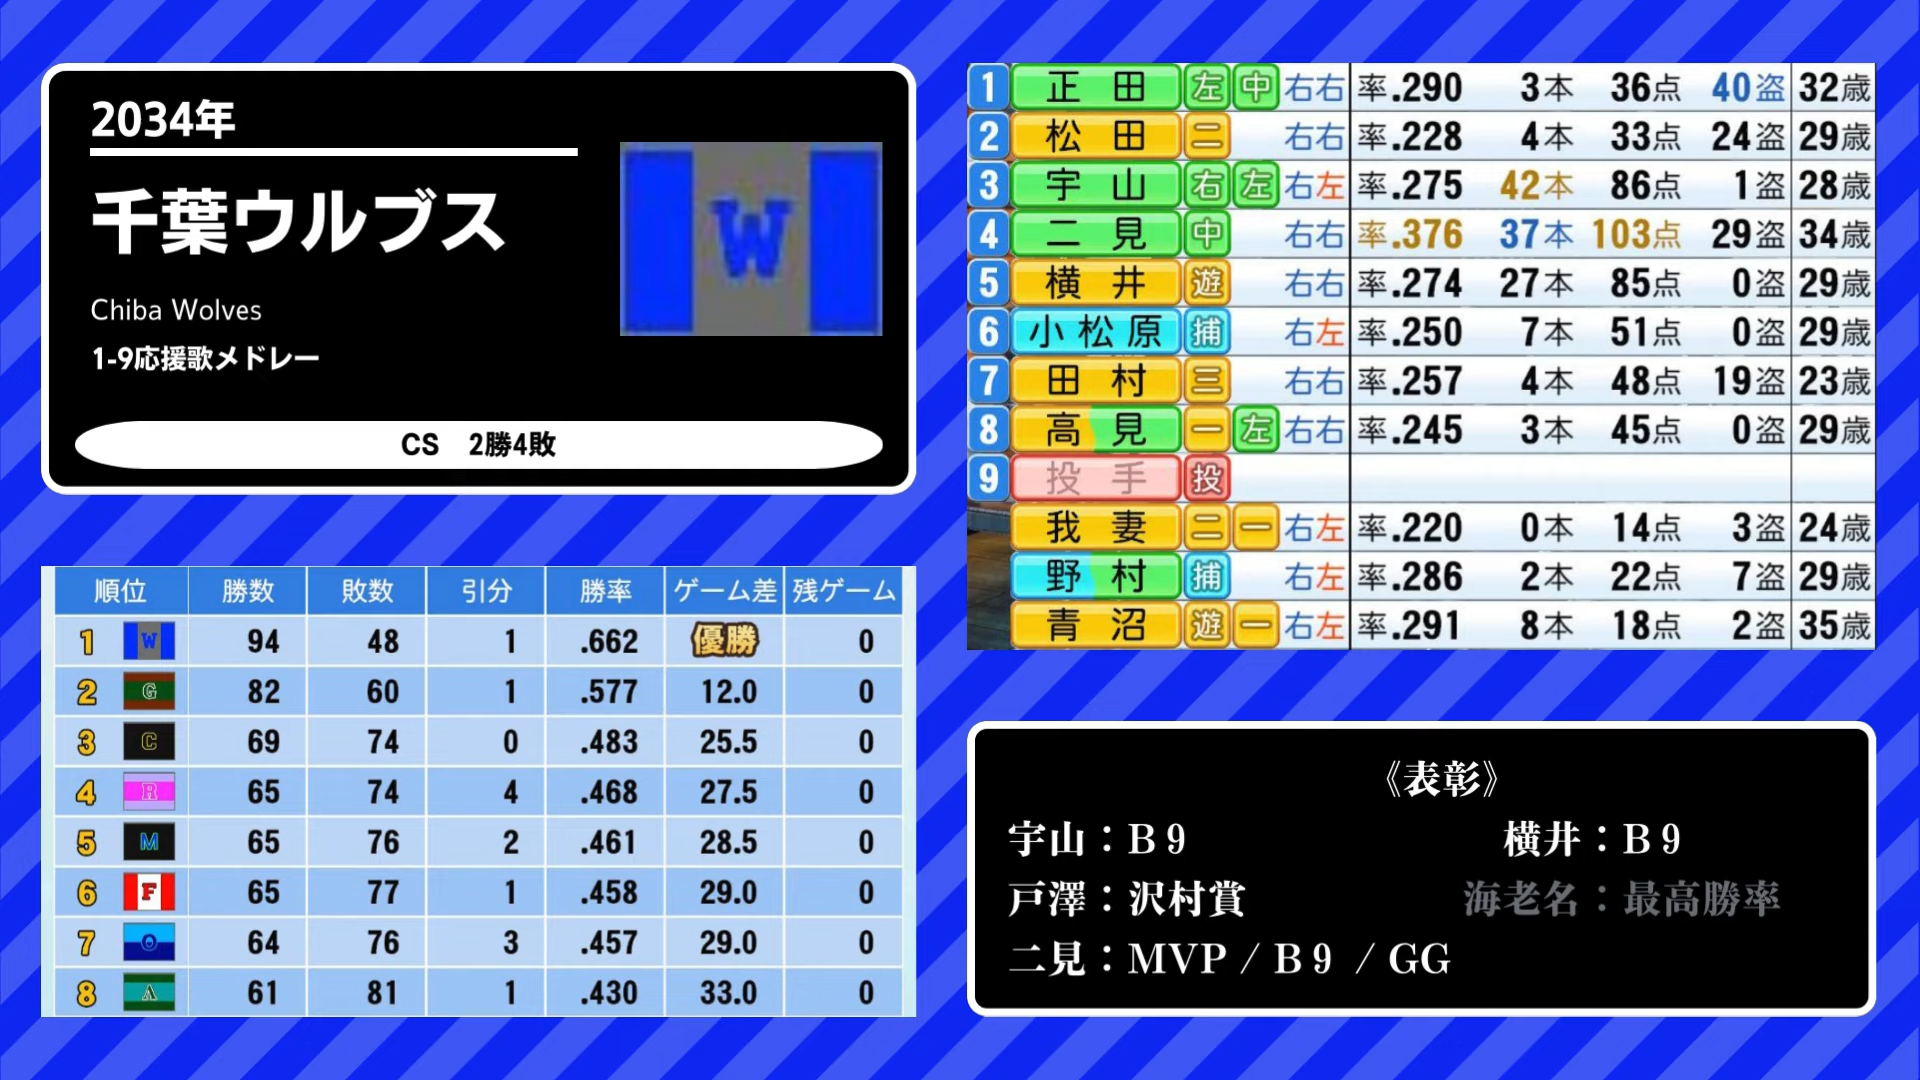 2034年
千葉ウルブス
Chiba Wolves
1-9応援歌メドレー
W
CS 2勝4敗
1 正田 左 中 右右 率.290 3本 36点 40盗 32歳
2 松田 二 右右 率.228 4本 33点 24盗 29歳
3 宇山 右 左 右左 率.275 42本 86点 1盗 28歳
4 二見 中 右右 率.376 37本 103点 29盗 34歳
5 横井 遊 右右 率.274 27本 85点 0盗 29歳
6 小松原 捕 右左 率.250 7本 51点 0盗 29歳
7 田村 三 右右 率.257 4本 48点 19盗 23歳
8 高見 一 左 右右 率.245 3本 45点 0盗 29歳
9 投手 投
我妻 二 一 右左 率.220 0本 14点 3盗 24歳
野村 捕 右左 率.286 2本 22点 7盗 29歳
青沼 遊 一 右左 率.291 8本 18点 2盗 35歳
順位 勝数 敗数 引分 勝率 ゲーム差 残ゲーム
1 W 94 48 1 .662 優勝 0
2 G 82 60 1 .577 12.0 0
3 C 69 74 0 .483 25.5 0
4 R 65 74 4 .468 27.5 0
5 M 65 76 2 .461 28.5 0
6 F 65 77 1 .458 29.0 0
7 O 64 76 3 .457 29.0 0
8 A 61 81 1 .430 33.0 0
《表彰》
宇山：B9 横井：B9
戸澤：沢村賞 海老名：最高勝率
二見：MVP / B9 / GG